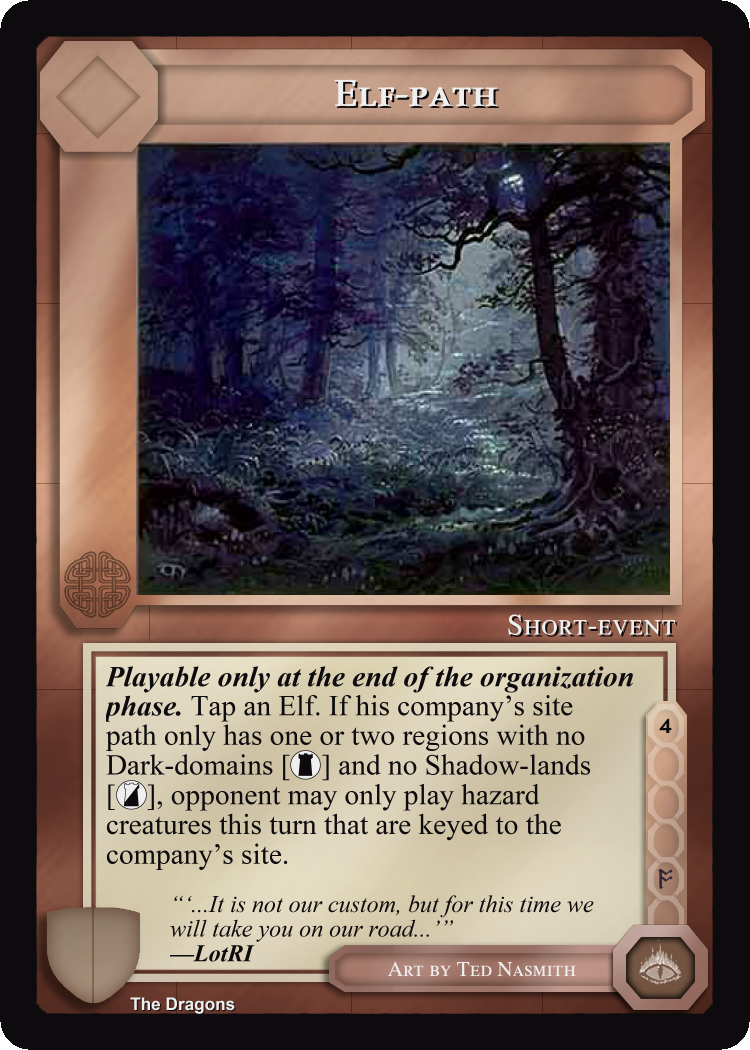 Elf-path
Short-event
Playable only at the end of the organization
phase. Tap an Elf. If his company's site
path only has one or two regions with no
Dark-domains [] and no Shadow-lands
[], opponent may only play hazard
creatures this turn that are keyed to the
company's site.
4
"'...It is not our custom, but for this time we
will take you on our road...'"
—LotRI
Art by Ted Nasmith
The Dragons